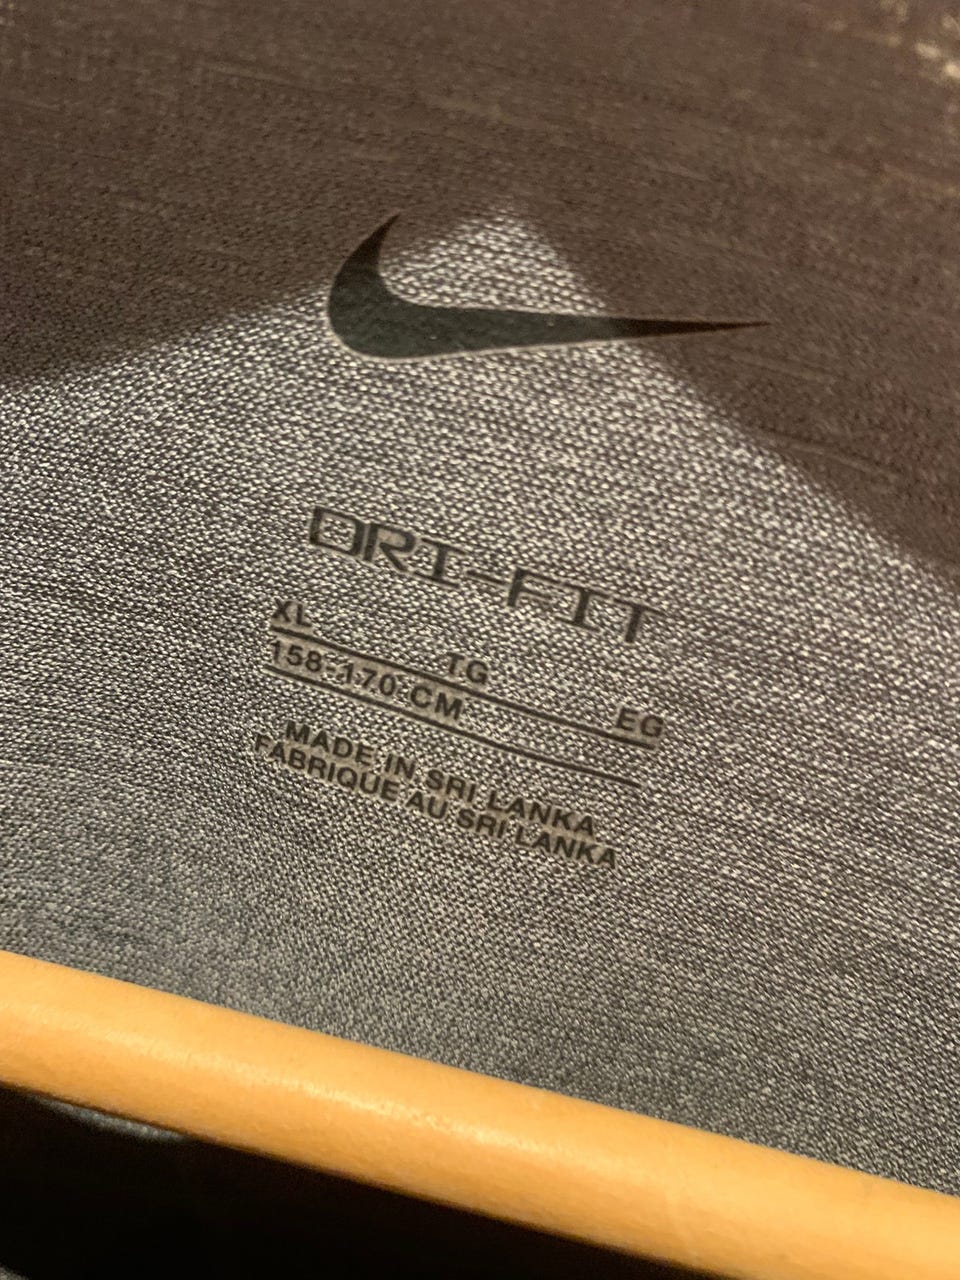 DRI-FIT
XL TG EG
158-170 CM
MADE IN SRI LANKA
FABRIQUE AU SRI LANKA